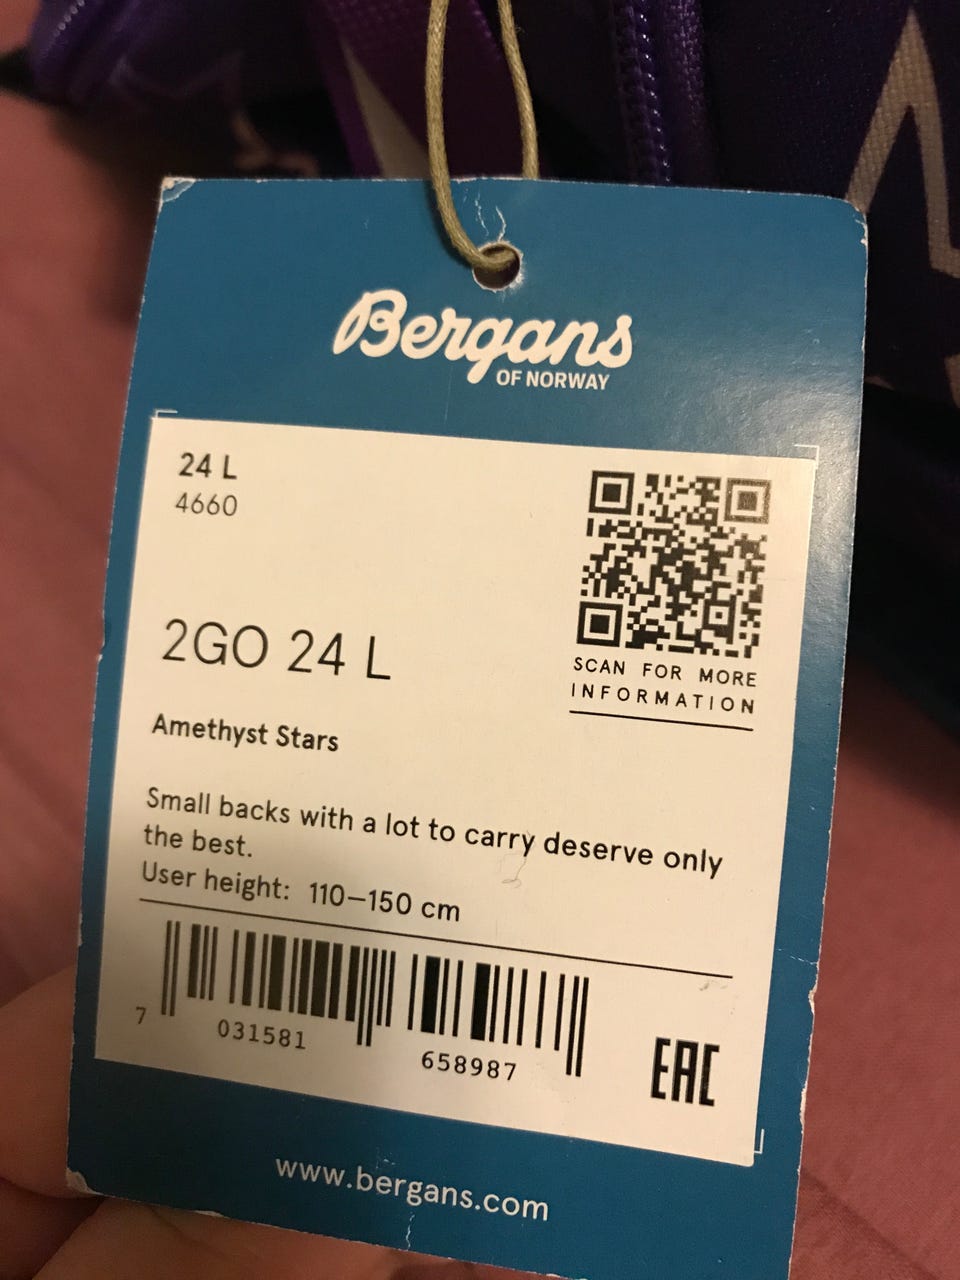 Bergans
OF NORWAY
24 L
4660
SCAN FOR MORE
INFORMATION
2GO 24 L
Amethyst Stars
Small backs with a lot to carry deserve only
the best.
User height: 110–150 cm
7 031581 658987
EAC
www.bergans.com